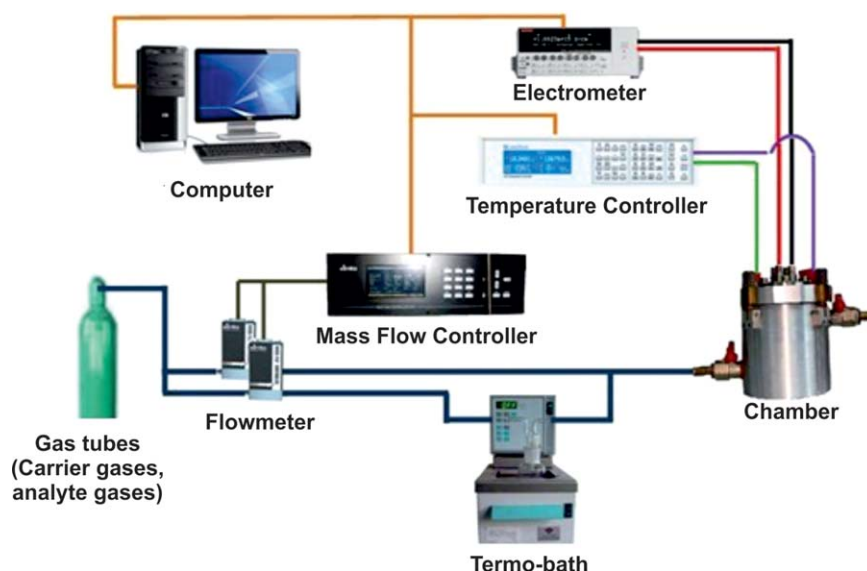 Electrometer
Computer
Temperature Controller
Mass Flow Controller
Flowmeter
Chamber
Gas tubes
(Carrier gases,
analyte gases)
Termo-bath